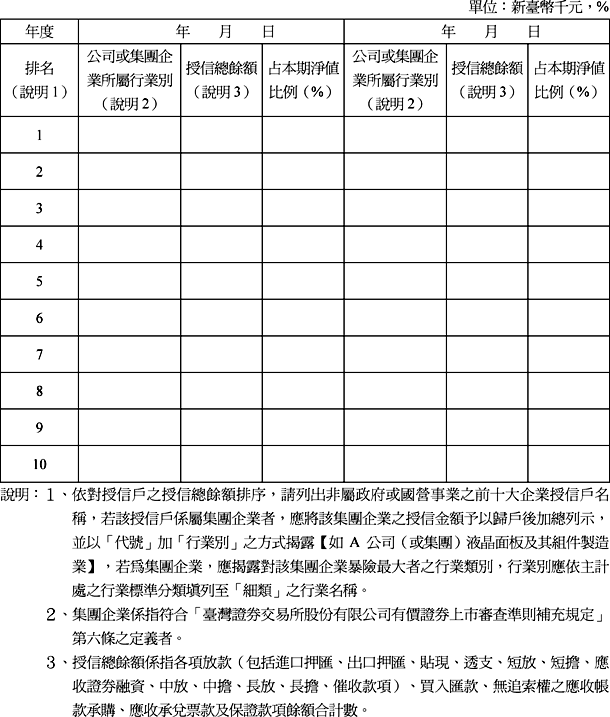 單位：新臺幣千元，%
年度 年 月 日 年 月 日
排名（說明1） 公司或集團企業所屬行業別（說明2） 授信總餘額（說明3） 占本期淨值比例（%） 公司或集團企業所屬行業別（說明2） 授信總餘額（說明3） 占本期淨值比例（%）
1
2
3
4
5
6
7
8
9
10
說明：1、依對授信戶之授信總餘額排序，請列出非屬政府或國營事業之前十大企業授信戶名
稱，若該授信戶係屬集團企業者，應將該集團企業之授信金額予以歸戶後加總列示，
並以「代號」加「行業別」之方式揭露【如 A 公司（或集團）液晶面板及其組件製造
業】，若為集團企業，應揭露對該集團企業暴險最大者之行業類別，行業別應依主計
處之行業標準分類填列至「細類」之行業名稱。
2、集團企業係指符合「臺灣證券交易所股份有限公司有價證券上市審查準則補充規定」
第六條之定義者。
3、授信總餘額係指各項放款（包括進口押匯、出口押匯、貼現、透支、短放、短擔、應
收證券融資、中放、中擔、長放、長擔、催收款項）、買入匯款、無追索權之應收帳
款承購、應收承兌票款及保證款項餘額合計數。